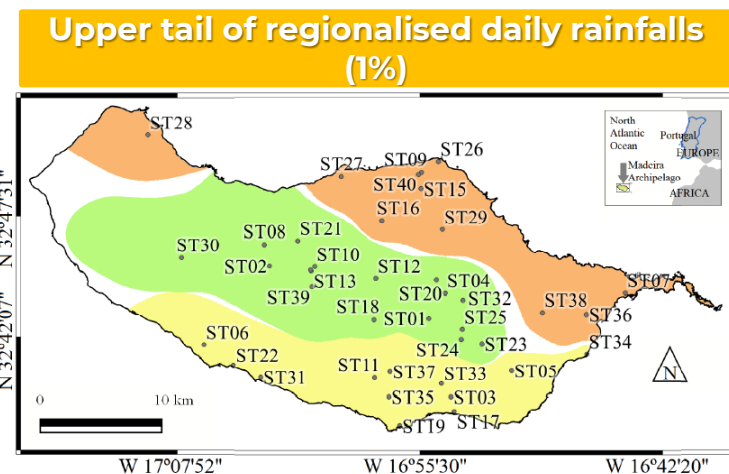 Upper tail of regionalised daily rainfalls
(1%)
ST28
ST27
ST09
ST26
ST40
ST15
ST16
ST29
North
Atlantic
Ocean
Portugal
EUROPE
Madeira
Archipelago
AFRICA
N 32°47'31"
ST30
ST08
ST21
ST02
ST10
ST13
ST39
ST12
ST04
ST20
ST32
ST18
ST01
ST25
ST24
ST23
ST07
ST38
ST36
ST34
N 32°42'07"
ST06
ST22
ST31
ST11
ST37
ST33
ST05
ST35
ST03
ST19
ST17
N
0 10 km
W 17°07'52" W 16°55'30" W 16°42'20"